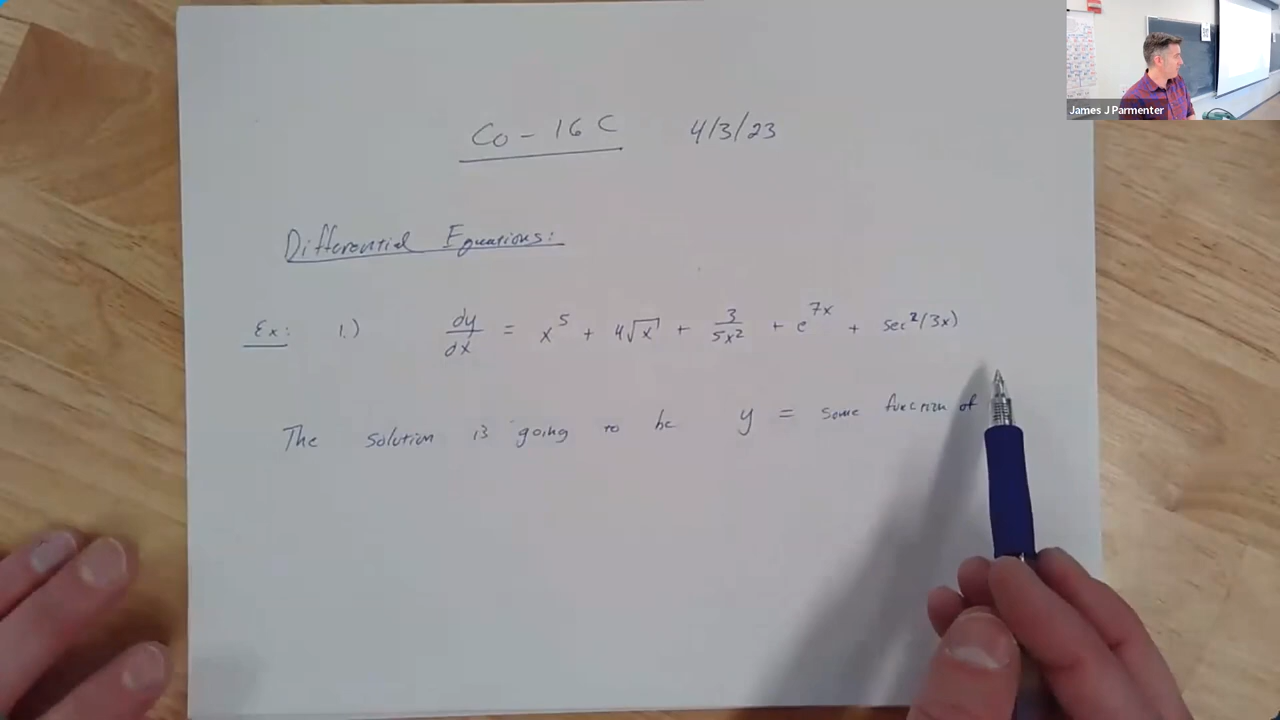 Co - 16 C 4/3/23
James J Parmenter
Differential Equations:
Ex: 1.) dy/dx = x^5 + 4√x + 3/5x^2 + e^7x + sec^2(3x)
The solution is going to be y = some function of